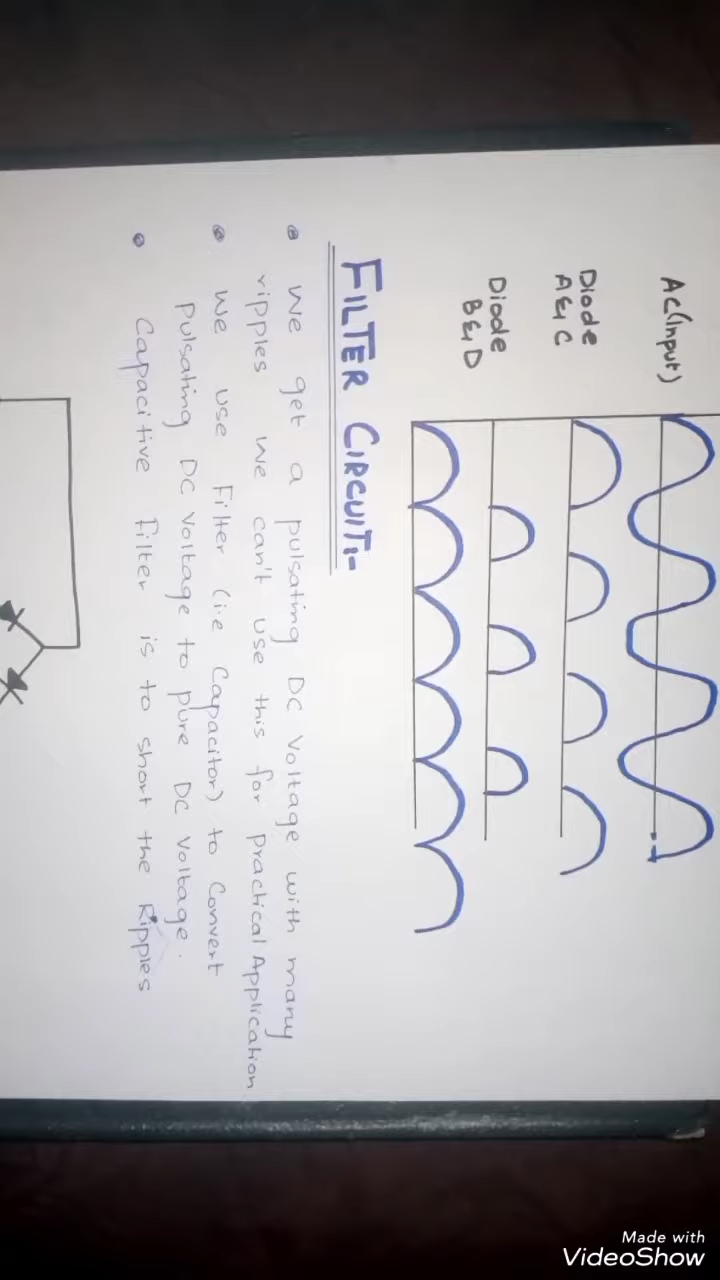 AC(Input)
Diode
A & C
Diode
B & D
FILTER CIRCUIT:-
We get a pulsating DC Voltage with many
ripples we can't use this for Practical Application
We use Filter (i.e Capacitor) to Convert
Pulsating DC Voltage to pure DC Voltage.
Capacitive Filter is to short the Ripples
Made with
VideoShow